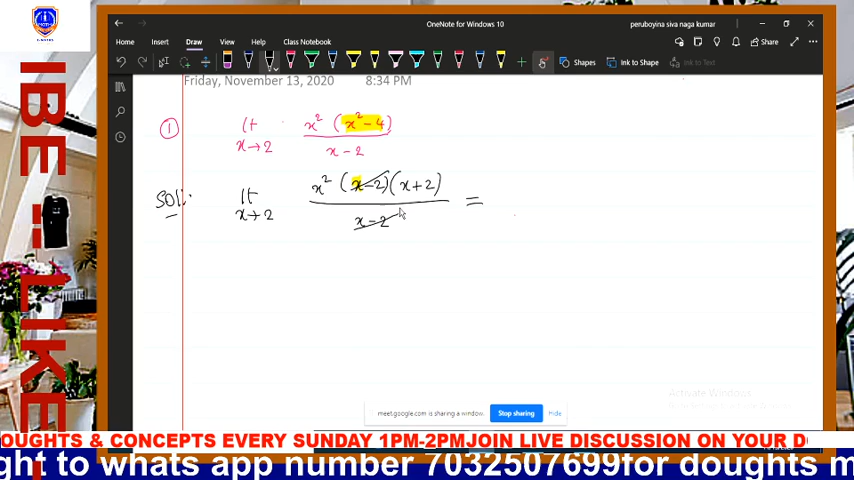 OneNote for Windows 10
peruboyina siva naga kumar
Home Insert Draw View Help Class Notebook
Share
Shapes Ink to Shape Ink to Text
Friday, November 13, 2020 8:34 PM
① lt x→2 x² (x²-4) / x-2
Sol: lt x→2 x² (x-2)(x+2) / x-2 =
Activate Windows
meet.google.com is sharing a window. Stop sharing Hide
OUGHTS & CONCEPTS EVERY SUNDAY 1PM-2PMJOIN LIVE DISCUSSION ON YOUR D
ght to whats app number 7032507699for doughts m
IBE -- LIKE